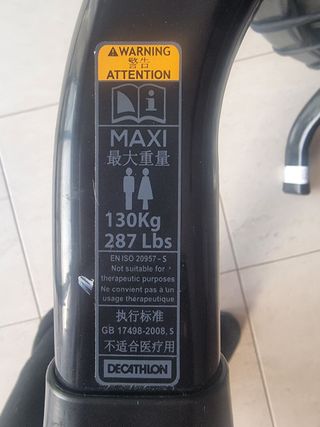 WARNING
警告
ATTENTION
MAXI
最大重量
130Kg
287 Lbs
EN ISO 20957-S
Not suitable for
therapeutic purposes
Ne convient pas à un
usage therapeutique
执行标准
GB 17498-2008, S
不适合医疗用
DECATHLON